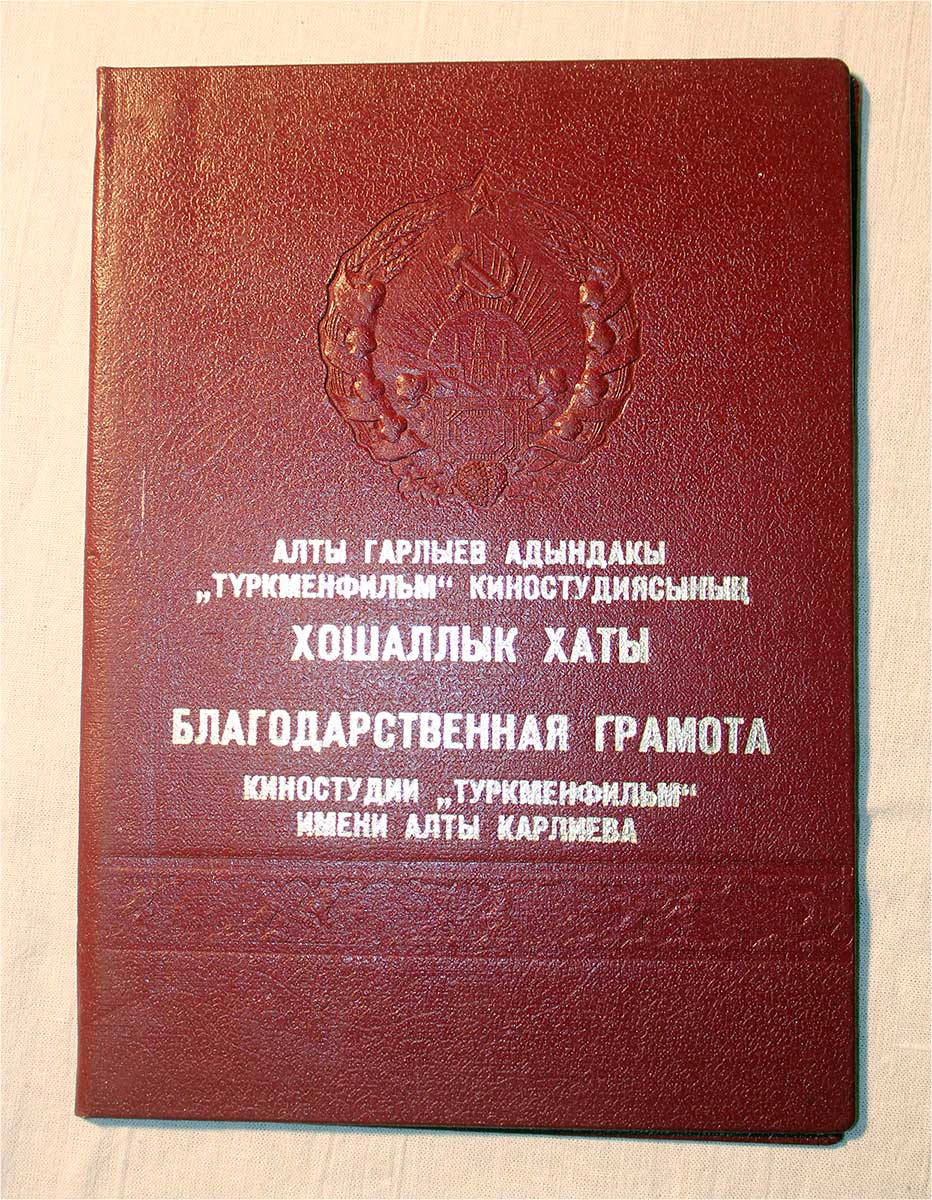 АЛТЫ ГАРЛЫЕВ АДЫНДАКЫ
„ТҮРКМЕНФИЛЬМ“ КИНОСТУДИЯСЫНЫҢ
ХОШАЛЛЫК ХАТЫ
БЛАГОДАРСТВЕННАЯ ГРАМОТА
КИНОСТУДИИ „ТУРКМЕНФИЛЬМ“
ИМЕНИ АЛТЫ КАРЛИЕВА